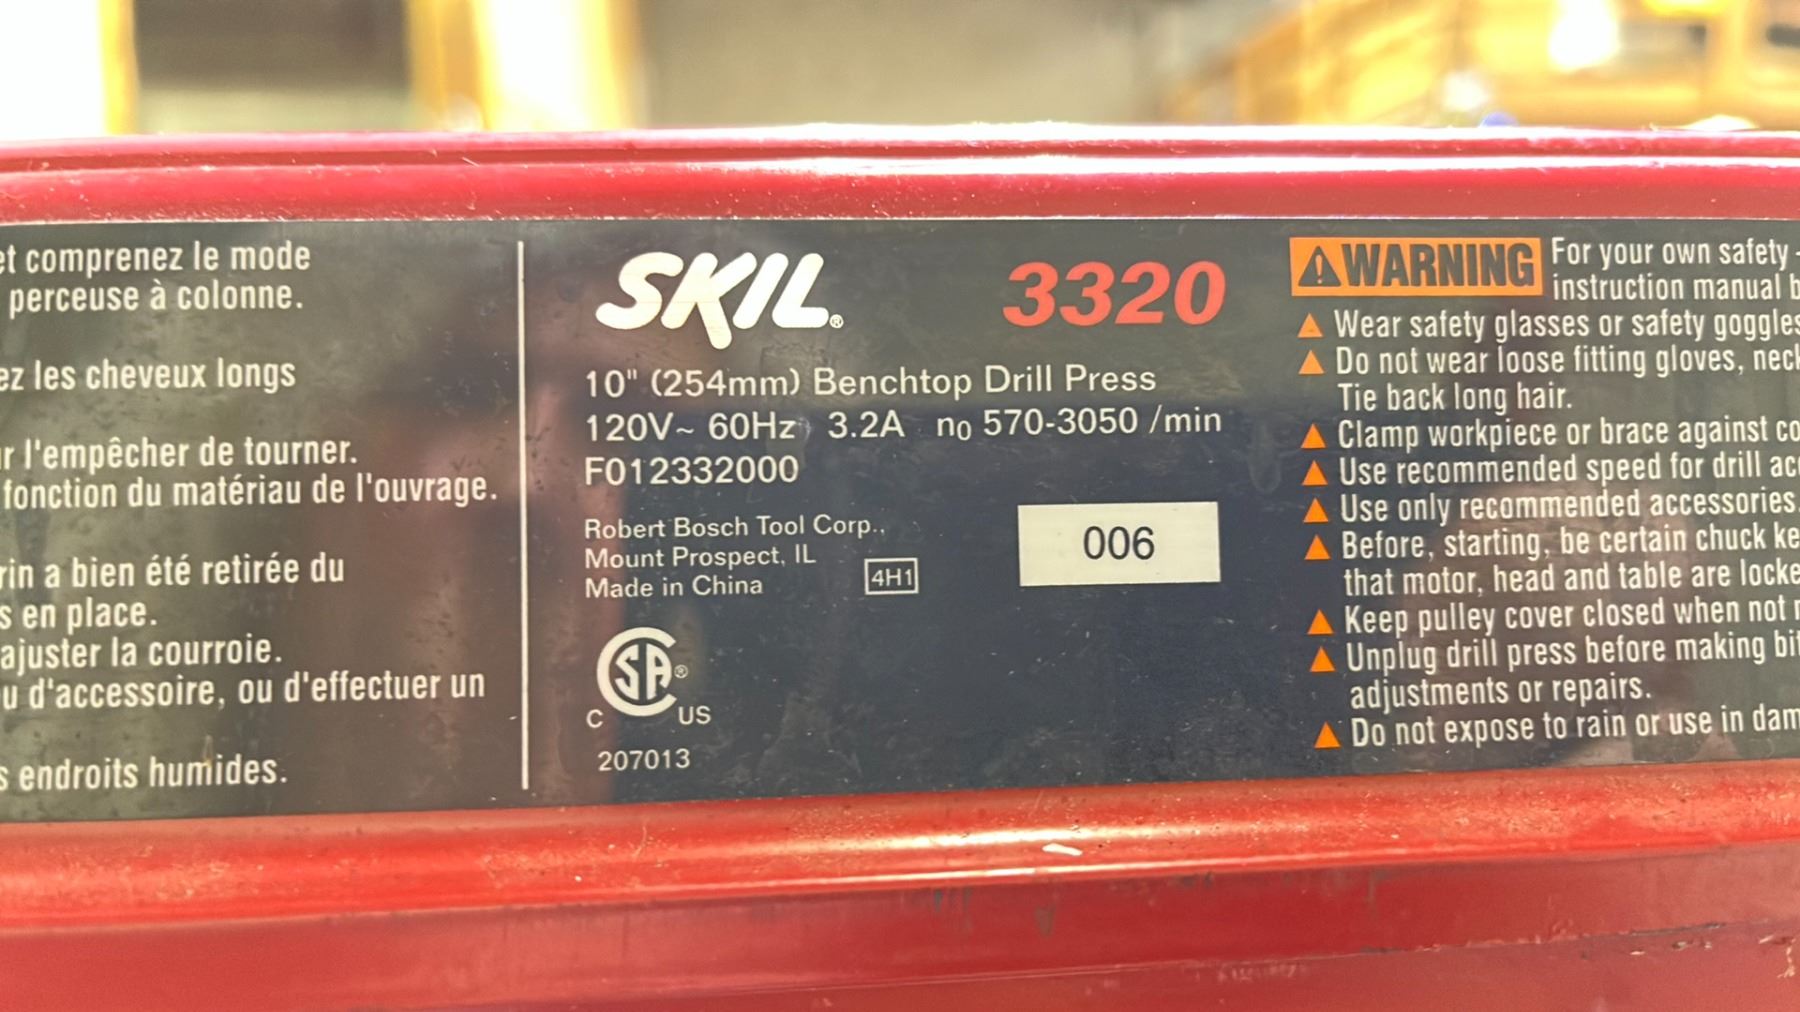 et comprenez le mode
perceuse à colonne.
les cheveux longs
l'empêcher de tourner.
fonction du matériau de l'ouvrage.
a bien été retirée du
en place.
ajuster la courroie.
d'accessoire, ou d'effectuer un
endroits humides.
SKIL®
3320
10" (254mm) Benchtop Drill Press
120V~ 60Hz 3.2A n0 570-3050 /min
F012332000
Robert Bosch Tool Corp.,
Mount Prospect, IL
Made in China
4H1
006
CSA®
C US
207013
WARNING For your own safety -
instruction manual
Wear safety glasses or safety goggles
Do not wear loose fitting gloves,
Tie back long hair.
Clamp workpiece or brace against
Use recommended speed for drill
Use only recommended accessories.
Before, starting, be certain chuck
that motor, head and table are
Keep pulley cover closed when not
Unplug drill press before making
adjustments or repairs.
Do not expose to rain or use in